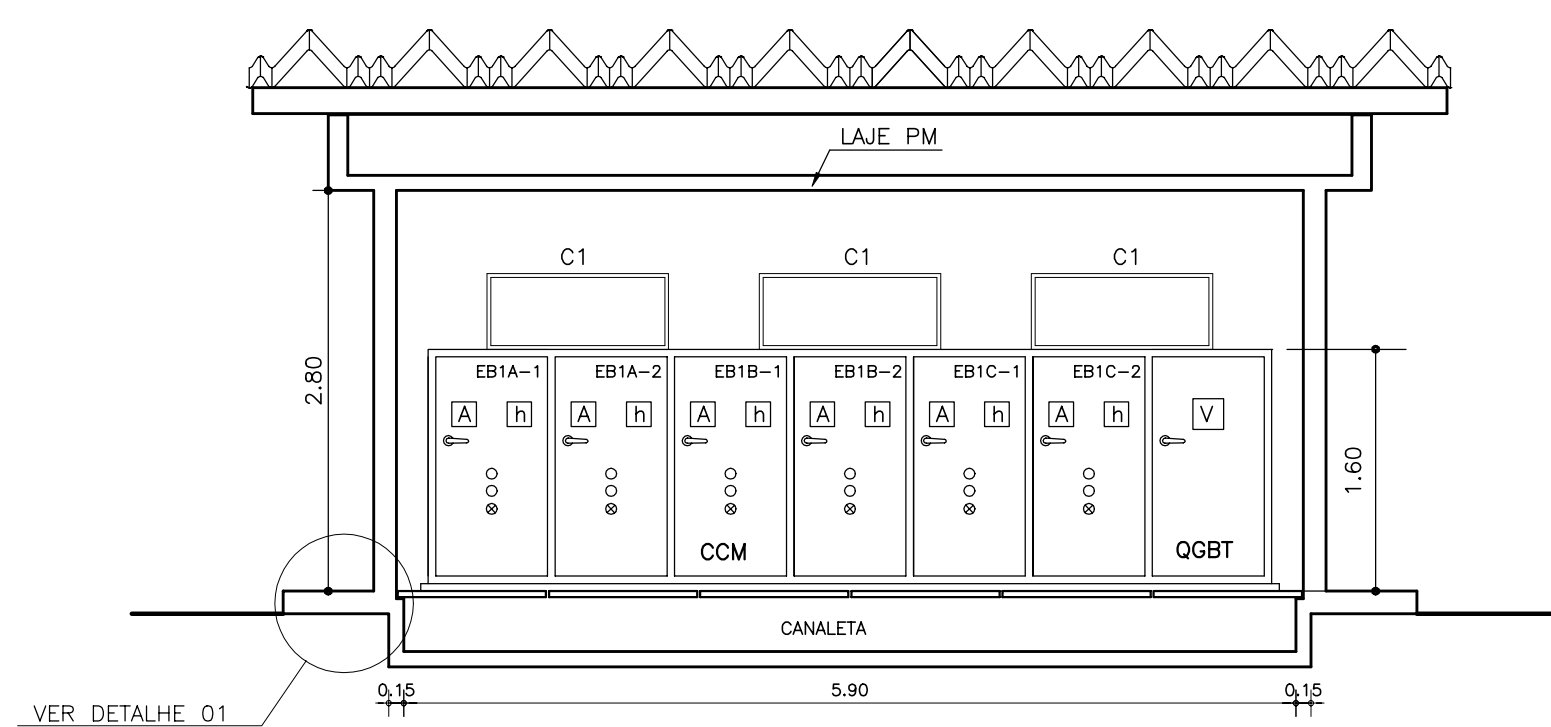 LAJE PM
C1 C1 C1
2.80
EB1A-1 EB1A-2 EB1B-1 EB1B-2 EB1C-1 EB1C-2
A h A h A h A h A h A h V
1.60
CCM QGBT
CANALETA
0.15 5.90 0.15
VER DETALHE 01